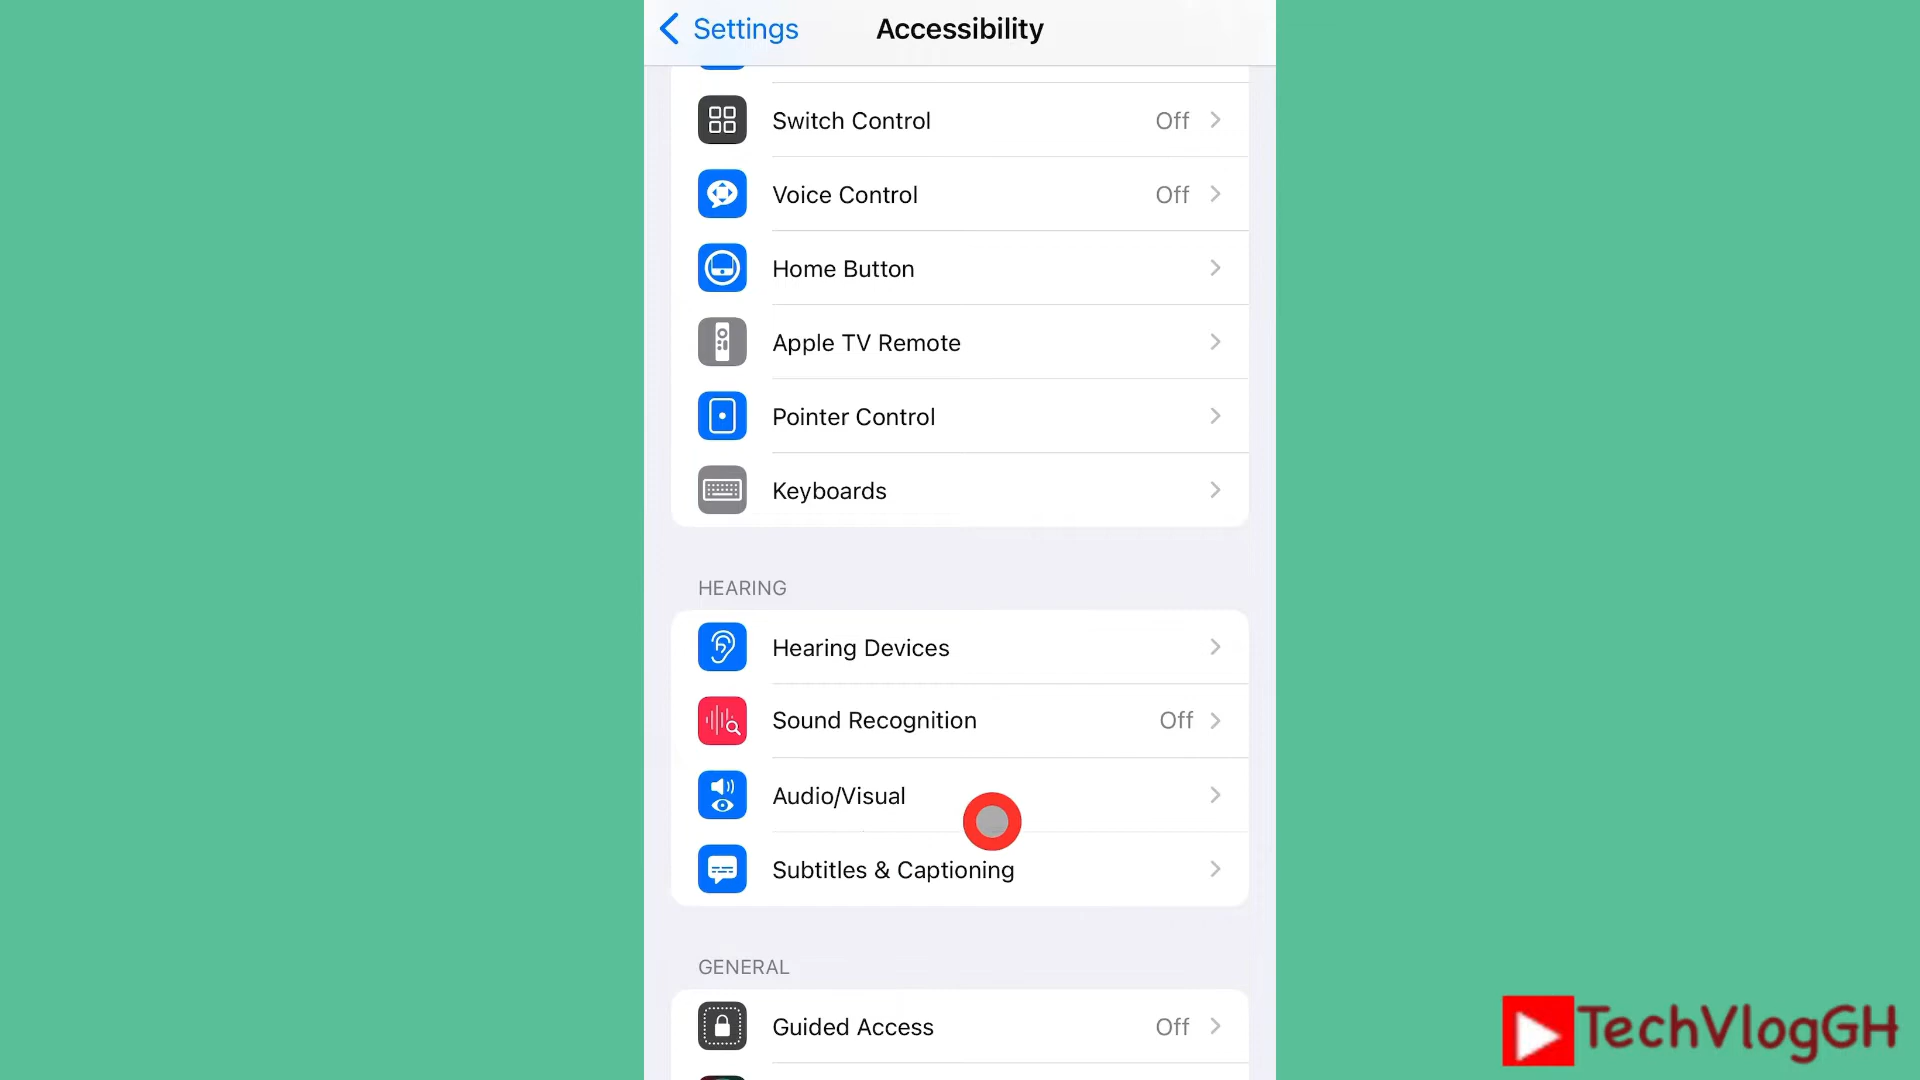 Settings
Accessibility
Switch Control Off
Voice Control Off
Home Button
Apple TV Remote
Pointer Control
Keyboards
HEARING
Hearing Devices
Sound Recognition Off
Audio/Visual
Subtitles & Captioning
GENERAL
Guided Access Off
TechVlogGH